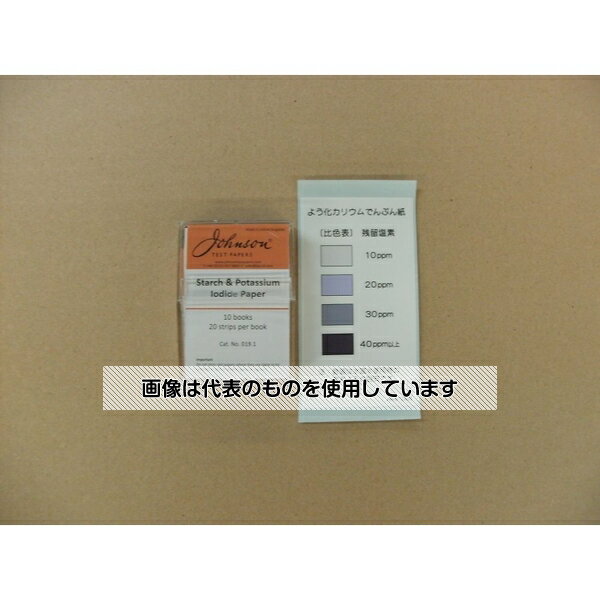 Johnson
TEST PAPERS
Starch & Potassium
Iodide Paper
10 books
20 strips per book
Cat. No. 019.1
Important
よう化カリウムでんぷん紙
〔比色表〕 残留塩素
10ppm
20ppm
30ppm
40ppm以上
画像は代表のものを使用しています